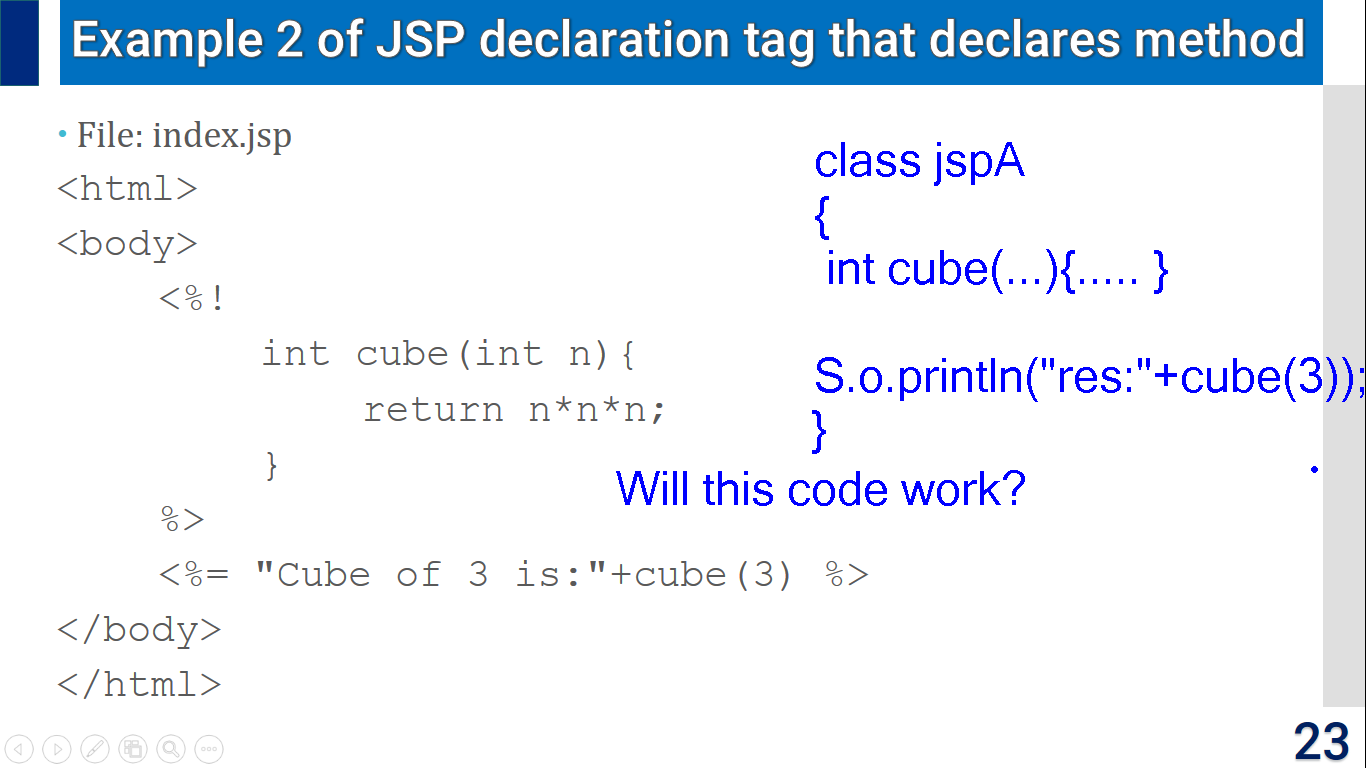 Example 2 of JSP declaration tag that declares method
• File: index.jsp
<html>
<body>
<%!
int cube(int n){
return n*n*n;
}
%>
<%= "Cube of 3 is:"+cube(3) %>
</body>
</html>
class jspA
{
int cube(...){..... }
S.o.println("res:"+cube(3));
}
Will this code work?
23